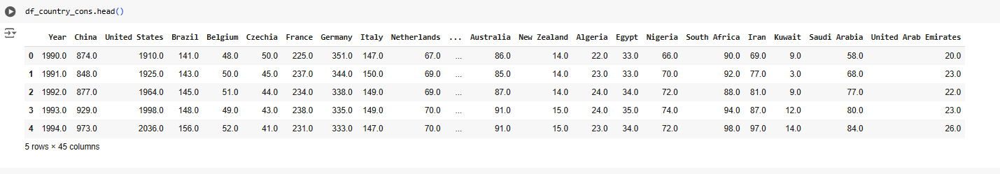 df_country_cons.head()
Year China United States Brazil Belgium Czechia France Germany Italy Netherlands ... Australia New Zealand Algeria Egypt Nigeria South Africa Iran Kuwait Saudi Arabia United Arab Emirates
0 1990.0 874.0 1910.0 141.0 48.0 50.0 225.0 351.0 147.0 67.0 ... 86.0 14.0 22.0 33.0 66.0 90.0 69.0 9.0 58.0 20.0
1 1991.0 848.0 1925.0 143.0 50.0 45.0 237.0 344.0 150.0 69.0 ... 85.0 14.0 23.0 33.0 70.0 92.0 77.0 3.0 68.0 23.0
2 1992.0 877.0 1964.0 145.0 51.0 44.0 234.0 338.0 149.0 69.0 ... 87.0 14.0 24.0 34.0 72.0 88.0 81.0 9.0 77.0 22.0
3 1993.0 929.0 1998.0 148.0 49.0 43.0 238.0 335.0 149.0 70.0 ... 91.0 15.0 24.0 35.0 74.0 94.0 87.0 12.0 80.0 23.0
4 1994.0 973.0 2036.0 156.0 52.0 41.0 231.0 333.0 147.0 70.0 ... 91.0 15.0 23.0 34.0 72.0 98.0 97.0 14.0 84.0 26.0
5 rows × 45 columns